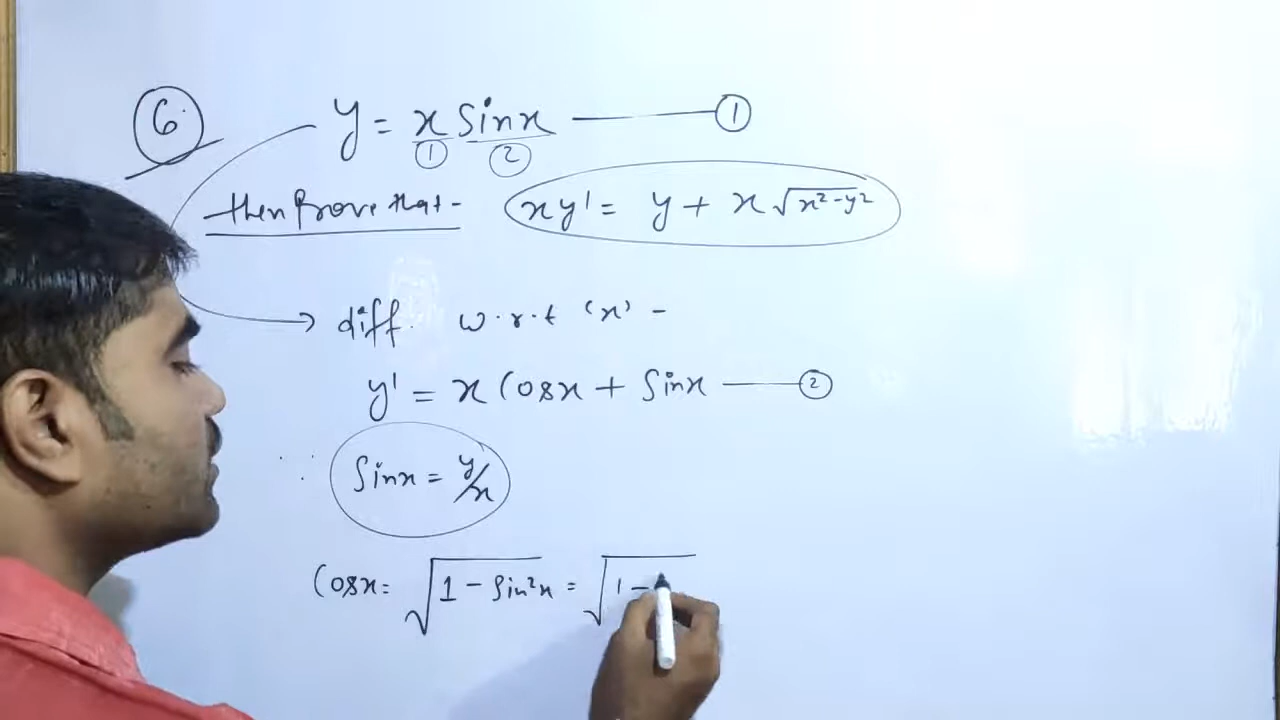 6 y = x sinx —— 1
1 2
then prove that - xy' = y + x √x²-y²
→ diff. w.r.t 'x' -
y' = x cosx + sinx —— 2
∵ sinx = y/x
Cosx = √1 - sin²x = √1 -